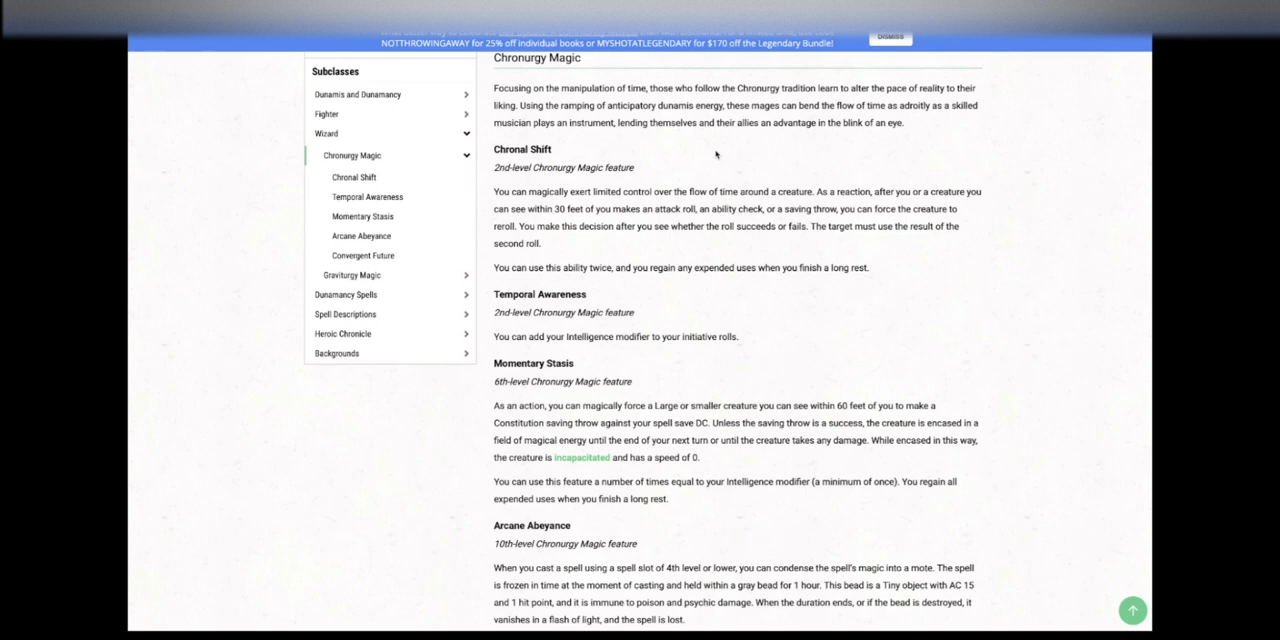 NOTTHROWINGAWAY for 25% off individual books or MYSHOTATLEGENDARY for $170 off the Legendary Bundle!
DISMISS
Subclasses
Dunamis and Dunamancy
Fighter
Wizard
Chronurgy Magic
Chronal Shift
Temporal Awareness
Momentary Stasis
Arcane Abeyance
Convergent Future
Graviturgy Magic
Dunamancy Spells
Spell Descriptions
Heroic Chronicle
Backgrounds
Chronurgy Magic
Focusing on the manipulation of time, those who follow the Chronurgy tradition learn to alter the pace of reality to their
liking. Using the ramping of anticipatory dunamis energy, these mages can bend the flow of time as adroitly as a skilled
musician plays an instrument, lending themselves and their allies an advantage in the blink of an eye.
Chronal Shift
2nd-level Chronurgy Magic feature
You can magically exert limited control over the flow of time around a creature. As a reaction, after you or a creature you
can see within 30 feet of you makes an attack roll, an ability check, or a saving throw, you can force the creature to
reroll. You make this decision after you see whether the roll succeeds or fails. The target must use the result of the
second roll.
You can use this ability twice, and you regain any expended uses when you finish a long rest.
Temporal Awareness
2nd-level Chronurgy Magic feature
You can add your Intelligence modifier to your initiative rolls.
Momentary Stasis
6th-level Chronurgy Magic feature
As an action, you can magically force a Large or smaller creature you can see within 60 feet of you to make a
Constitution saving throw against your spell save DC. Unless the saving throw is a success, the creature is encased in a
field of magical energy until the end of your next turn or until the creature takes any damage. While encased in this way,
the creature is incapacitated and has a speed of 0.
You can use this feature a number of times equal to your Intelligence modifier (a minimum of once). You regain all
expended uses when you finish a long rest.
Arcane Abeyance
10th-level Chronurgy Magic feature
When you cast a spell using a spell slot of 4th level or lower, you can condense the spell's magic into a mote. The spell
is frozen in time at the moment of casting and held within a gray bead for 1 hour. This bead is a Tiny object with AC 15
and 1 hit point, and it is immune to poison and psychic damage. When the duration ends, or if the bead is destroyed, it
vanishes in a flash of light, and the spell is lost.